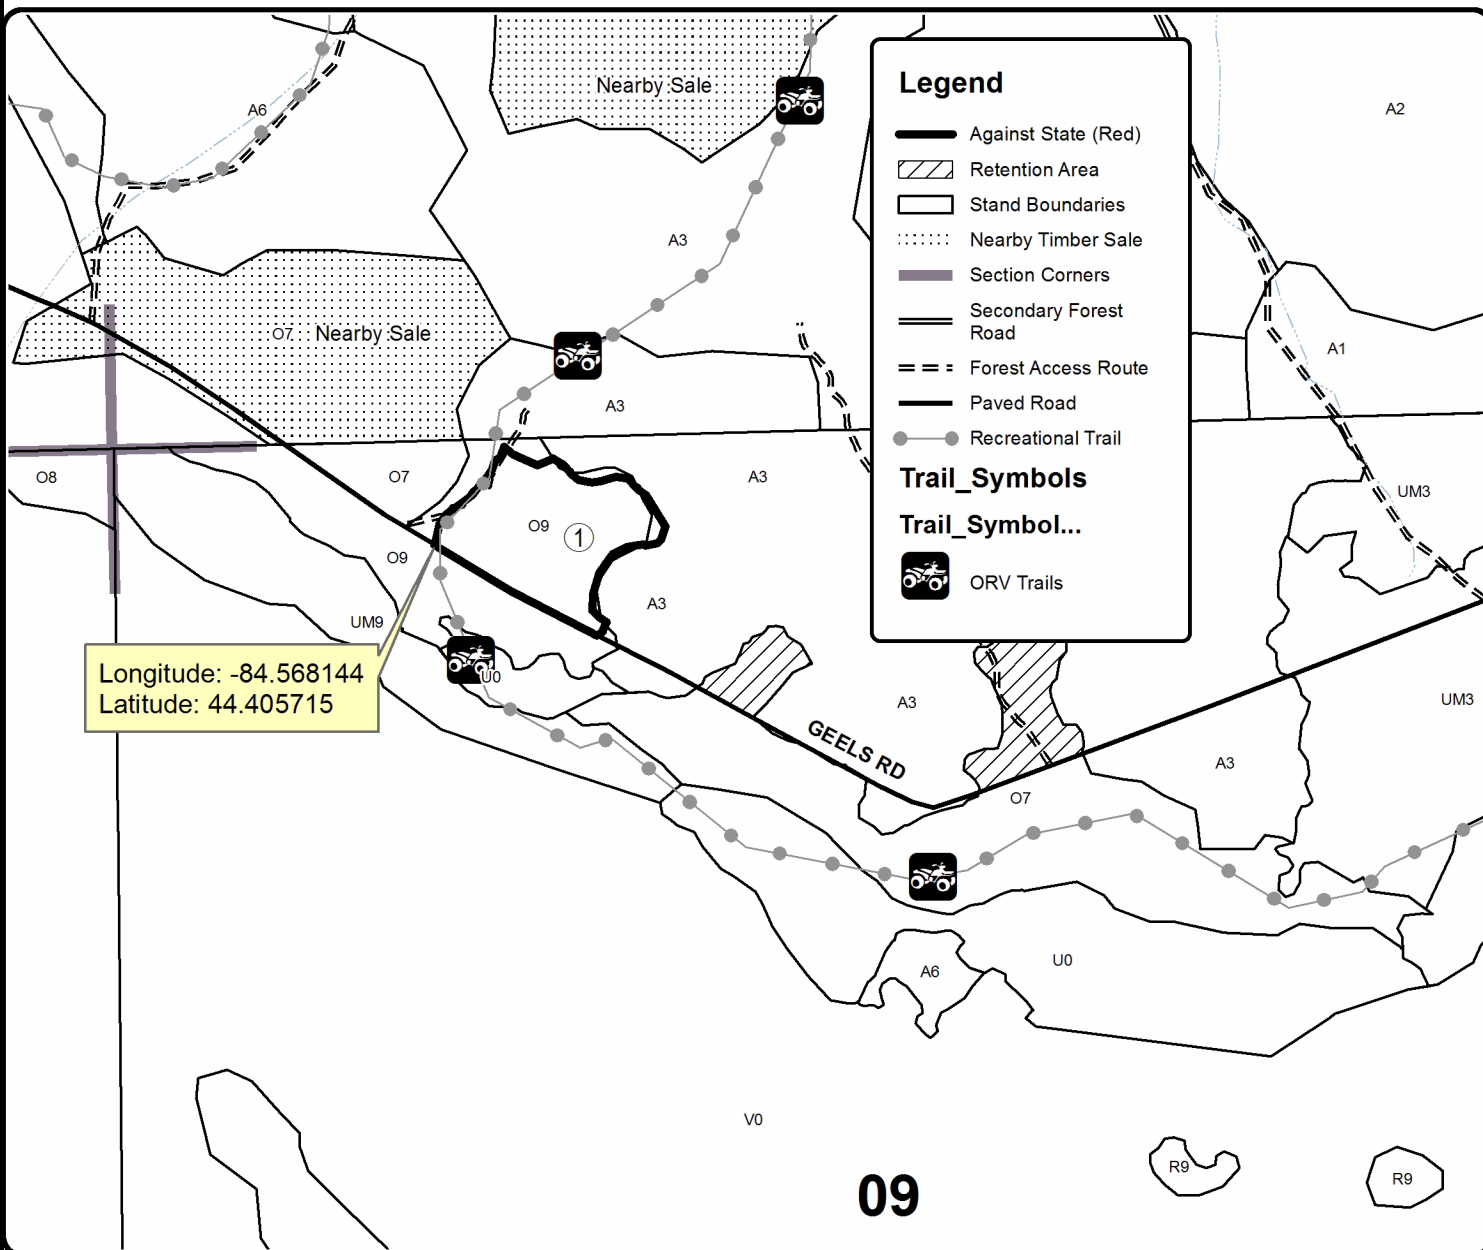 Nearby Sale
A6
A2
Legend
Against State (Red)
Retention Area
Stand Boundaries
Nearby Timber Sale
Section Corners
Secondary Forest
Road
Forest Access Route
Paved Road
Recreational Trail
Trail_Symbols
Trail_Symbol...
ORV Trails
A3
O7 Nearby Sale
A1
A3
O8
O7
A3
UM3
O9
1
O9
A3
UM9
Longitude: -84.568144
Latitude: 44.405715
U0
A3
UM3
GEELS RD
A3
O7
U0
A6
V0
R9
R9
09